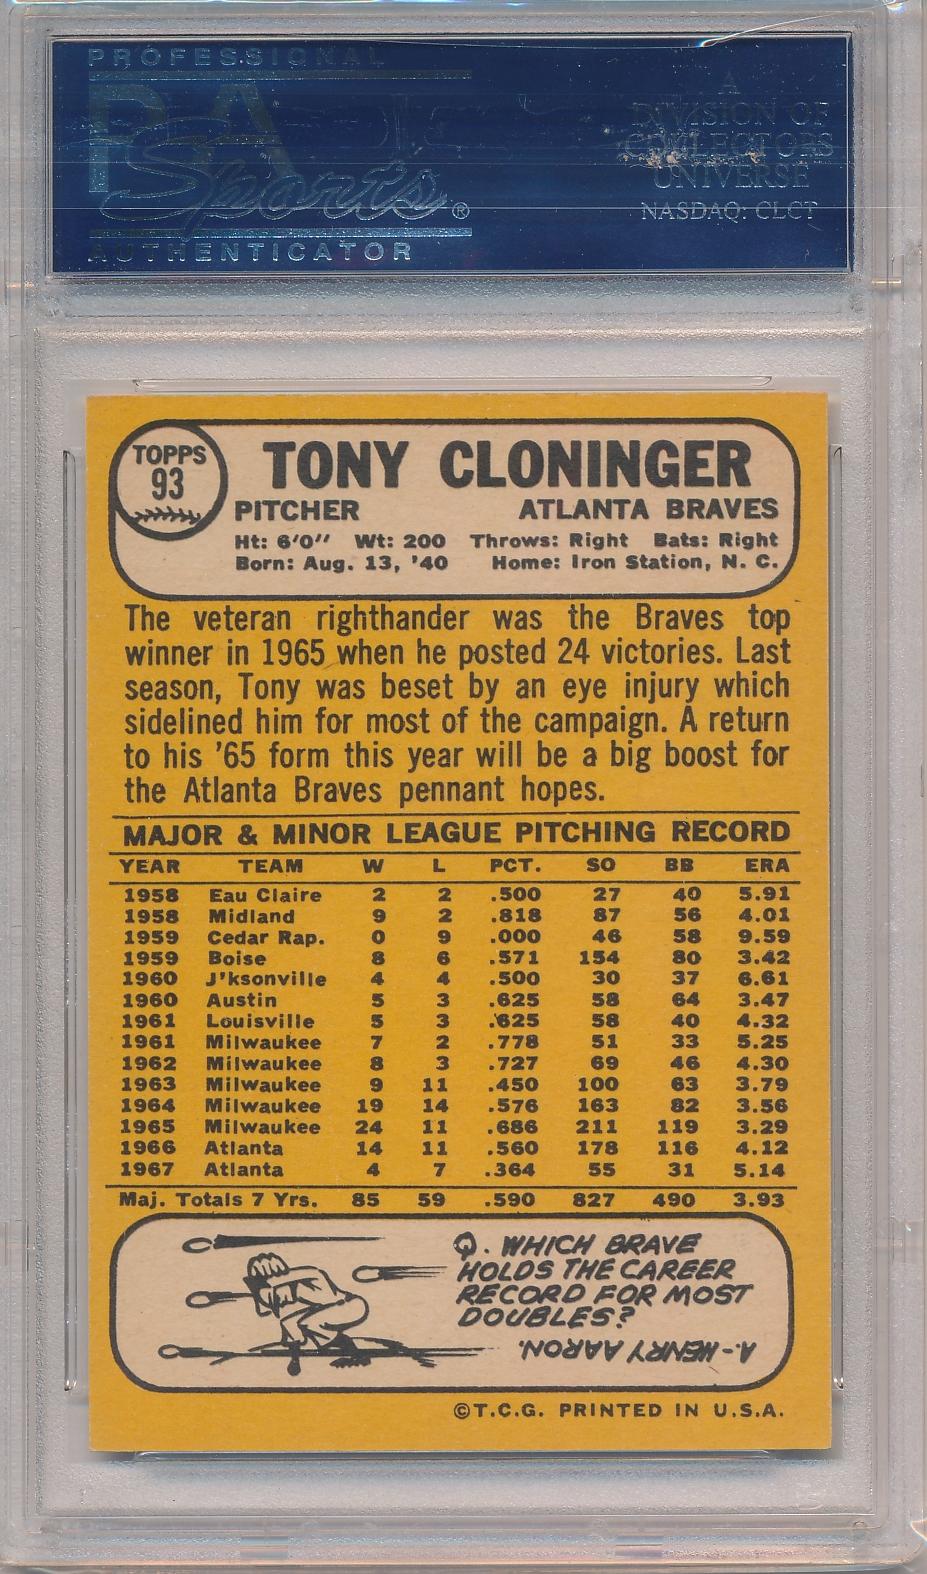 PROFESSIONAL
PSA
Sports ®
AUTHENTICATOR
A
DIVISION OF
COLLECTORS
UNIVERSE
NASDAQ: CLCT
TOPPS
93
TONY CLONINGER
PITCHER ATLANTA BRAVES
Ht: 6'0" Wt: 200 Throws: Right Bats: Right
Born: Aug. 13, '40 Home: Iron Station, N. C.
The veteran righthander was the Braves top
winner in 1965 when he posted 24 victories. Last
season, Tony was beset by an eye injury which
sidelined him for most of the campaign. A return
to his '65 form this year will be a big boost for
the Atlanta Braves pennant hopes.
MAJOR & MINOR LEAGUE PITCHING RECORD
YEAR TEAM W L PCT. SO BB ERA
1958 Eau Claire 2 2 .500 27 40 5.91
1958 Midland 9 2 .818 87 56 4.01
1959 Cedar Rap. 0 9 .000 46 58 9.59
1959 Boise 8 6 .571 154 80 3.42
1960 J'ksonville 4 4 .500 30 37 6.61
1960 Austin 5 3 .625 58 64 3.47
1961 Louisville 5 3 .625 58 40 4.32
1961 Milwaukee 7 2 .778 51 33 5.25
1962 Milwaukee 8 3 .727 69 46 4.30
1963 Milwaukee 9 11 .450 100 63 3.79
1964 Milwaukee 19 14 .576 163 82 3.56
1965 Milwaukee 24 11 .686 211 119 3.29
1966 Atlanta 14 11 .560 178 116 4.12
1967 Atlanta 4 7 .364 55 31 5.14
Maj. Totals 7 Yrs. 85 59 .590 827 490 3.93
Q. WHICH BRAVE
HOLDS THE CAREER
RECORD FOR MOST
DOUBLES?
A-HENRY AARON.
©T.C.G. PRINTED IN U.S.A.